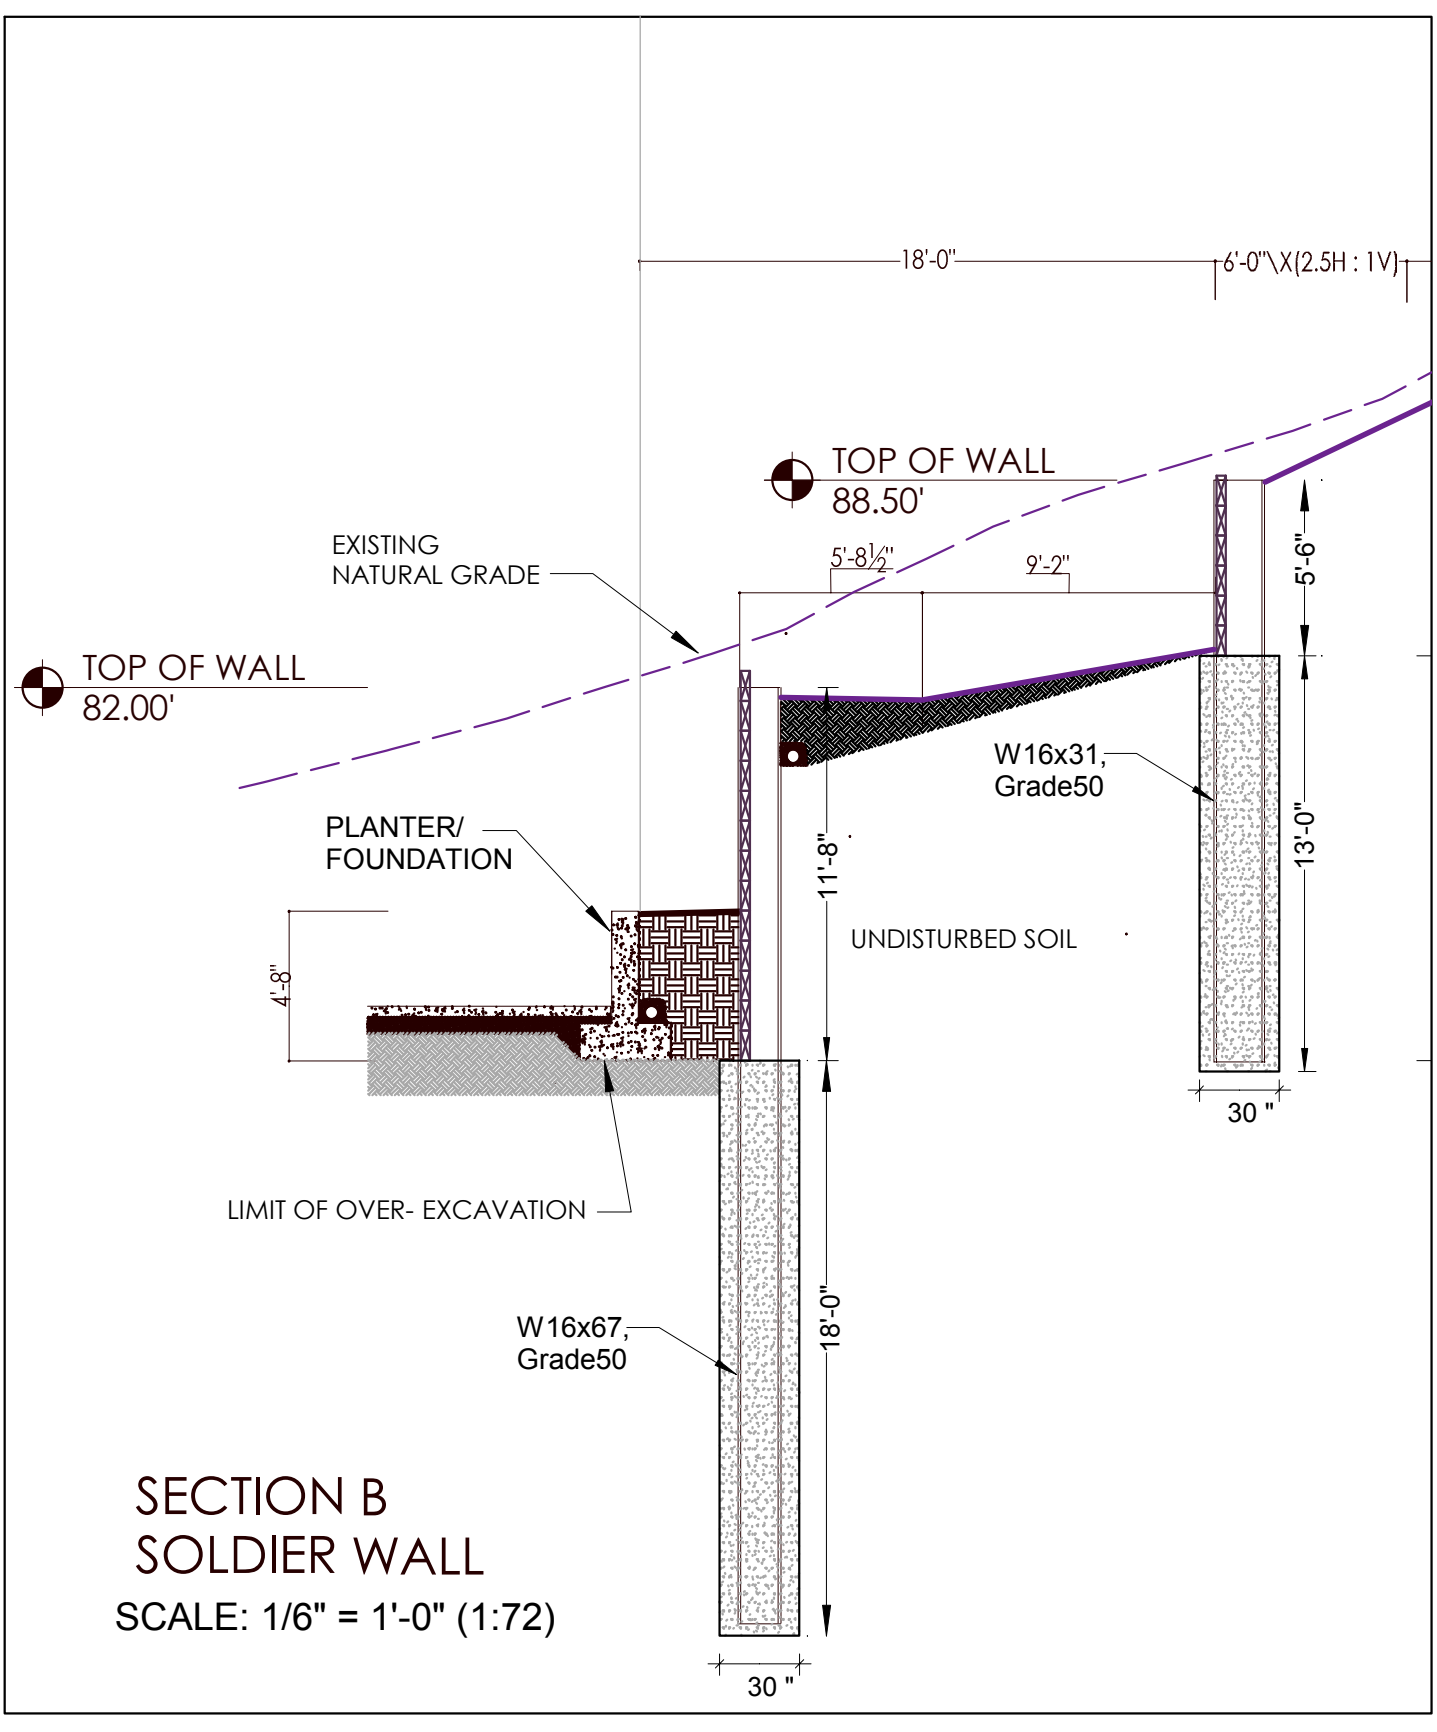 18'-0"
6'-0"\X(2.5H : 1V)
TOP OF WALL
88.50'
EXISTING
NATURAL GRADE
5'-8½"
9'-2"
5'-6"
TOP OF WALL
82.00'
W16x31,
Grade50
13'-0"
PLANTER/
FOUNDATION
11'-8"
UNDISTURBED SOIL
4'-8"
30 "
LIMIT OF OVER- EXCAVATION
W16x67,
Grade50
18'-0"
SECTION B
SOLDIER WALL
SCALE: 1/6" = 1'-0" (1:72)
30 "